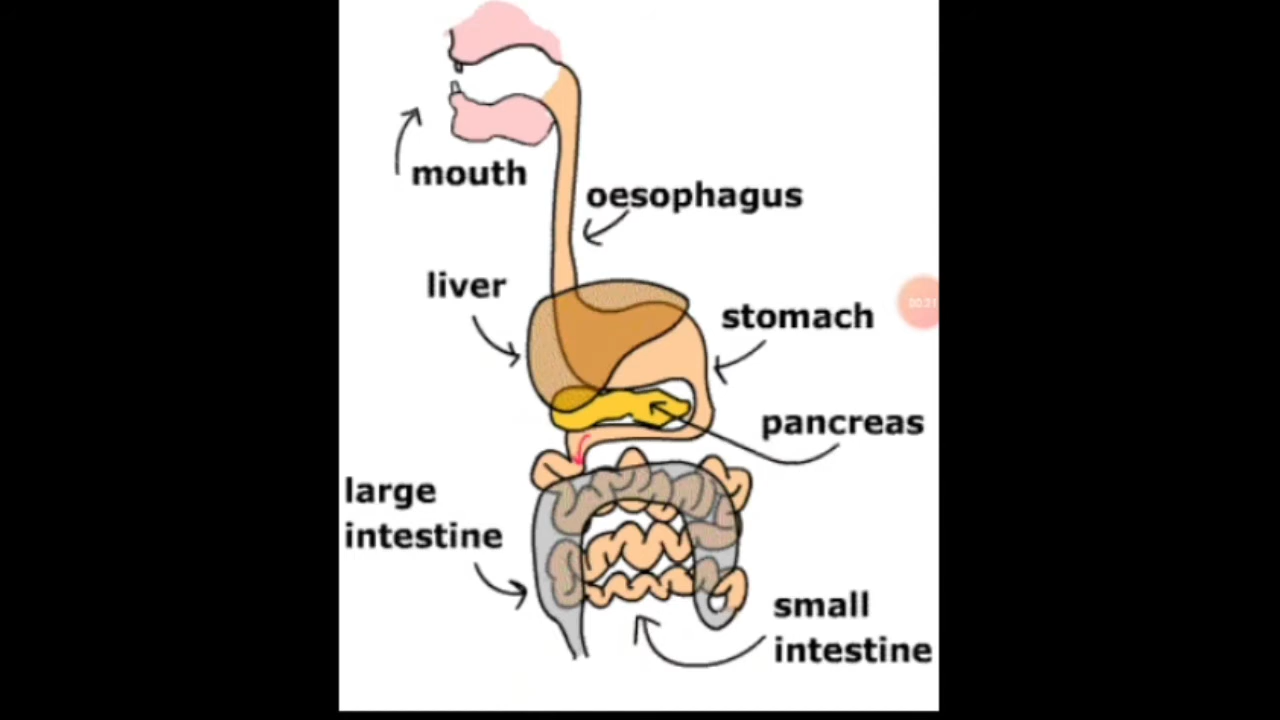 mouth
oesophagus
liver
stomach
pancreas
large
intestine
small
intestine